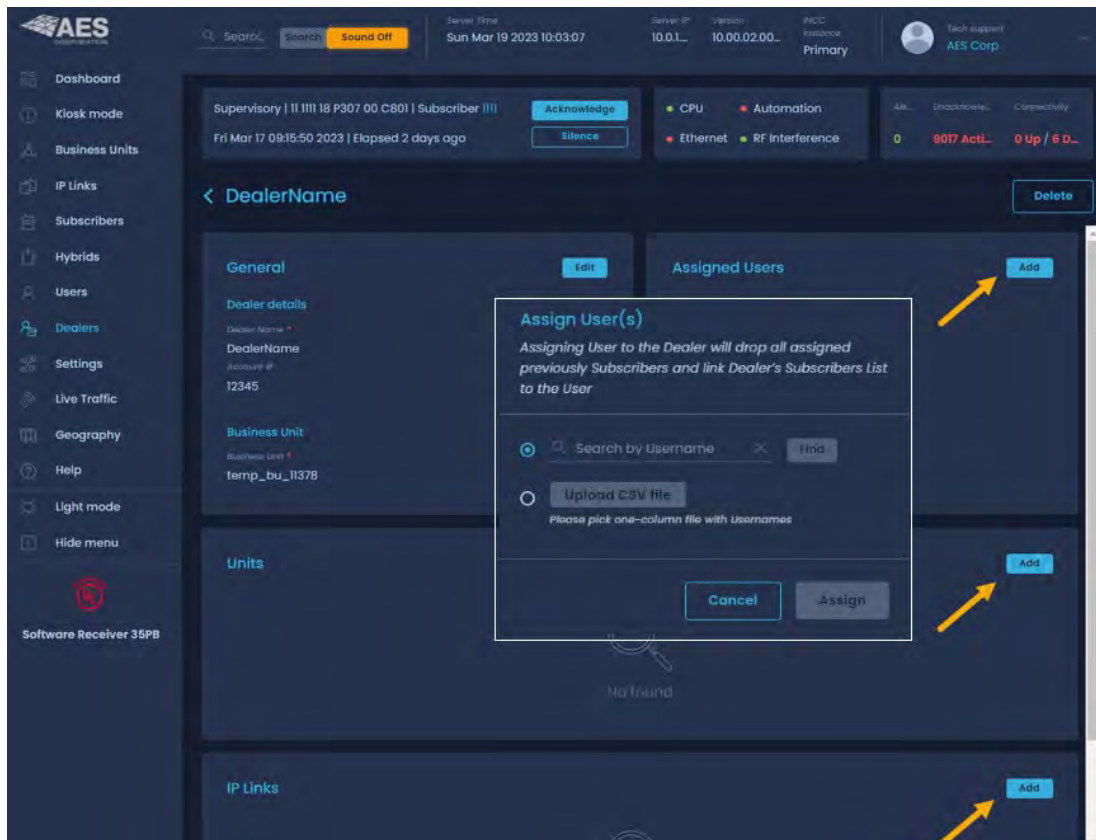 AES
Search
Sound Off
Server Time
Sun Mar 19 2023 10:03:07
Server IP
10.0.1....
Version
10.00.02.00...
INCC Instance
Primary
Tech support
AES Corp
Dashboard
Kiosk mode
Business Units
IP Links
Subscribers
Hybrids
Users
Dealers
Settings
Live Traffic
Geography
Help
Light mode
Hide menu
Software Receiver 35PB
Supervisory | 11 1111 18 P307 00 C801 | Subscriber 1111
Acknowledge
Fri Mar 17 09:15:50 2023 | Elapsed 2 days ago
Silence
CPU
Automation
Ethernet
RF Interference
Ale...
Unacknowle...
Connectivity
0
9017 Acti...
0 Up / 6 D...
< DealerName
Delete
General
Edit
Dealer details
Dealer Name *
DealerName
Account #
12345
Business Unit
Business Unit *
temp_bu_11378
Assigned Users
Add
Assign User(s)
Assigning User to the Dealer will drop all assigned
previously Subscribers and link Dealer's Subscribers List
to the User
Search by Username
Find
Upload CSV file
Please pick one-column file with Usernames
Cancel
Assign
Units
Add
No found
IP Links
Add